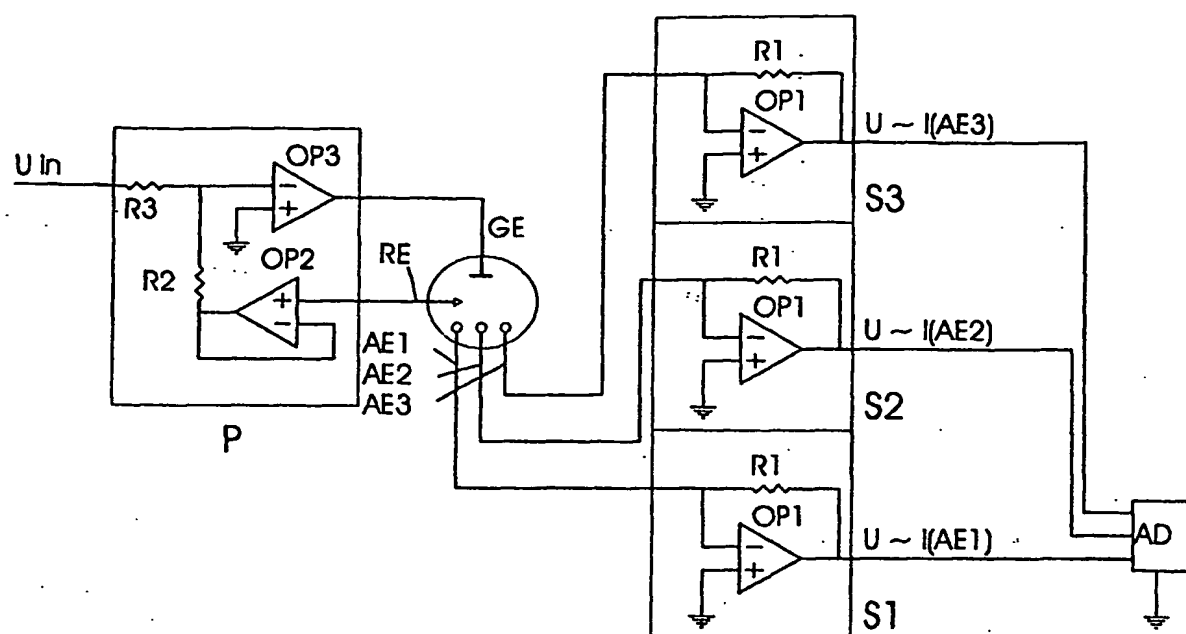 U in
R3
OP3
R2
OP2
P
GE
RE
AE1
AE2
AE3
R1
OP1
U ~ I(AE3)
S3
R1
OP1
U ~ I(AE2)
S2
R1
OP1
U ~ I(AE1)
S1
AD